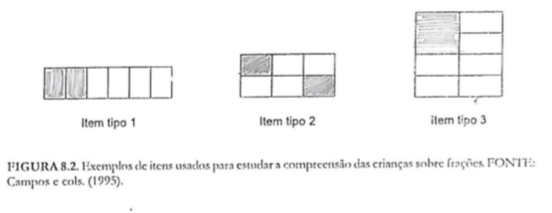 Item tipo 1
Item tipo 2
item tipo 3
FIGURA 8.2. Exemplos de itens usados para estudar a compreensão das crianças sobre frações. FONTE:
Campos e cols. (1995).